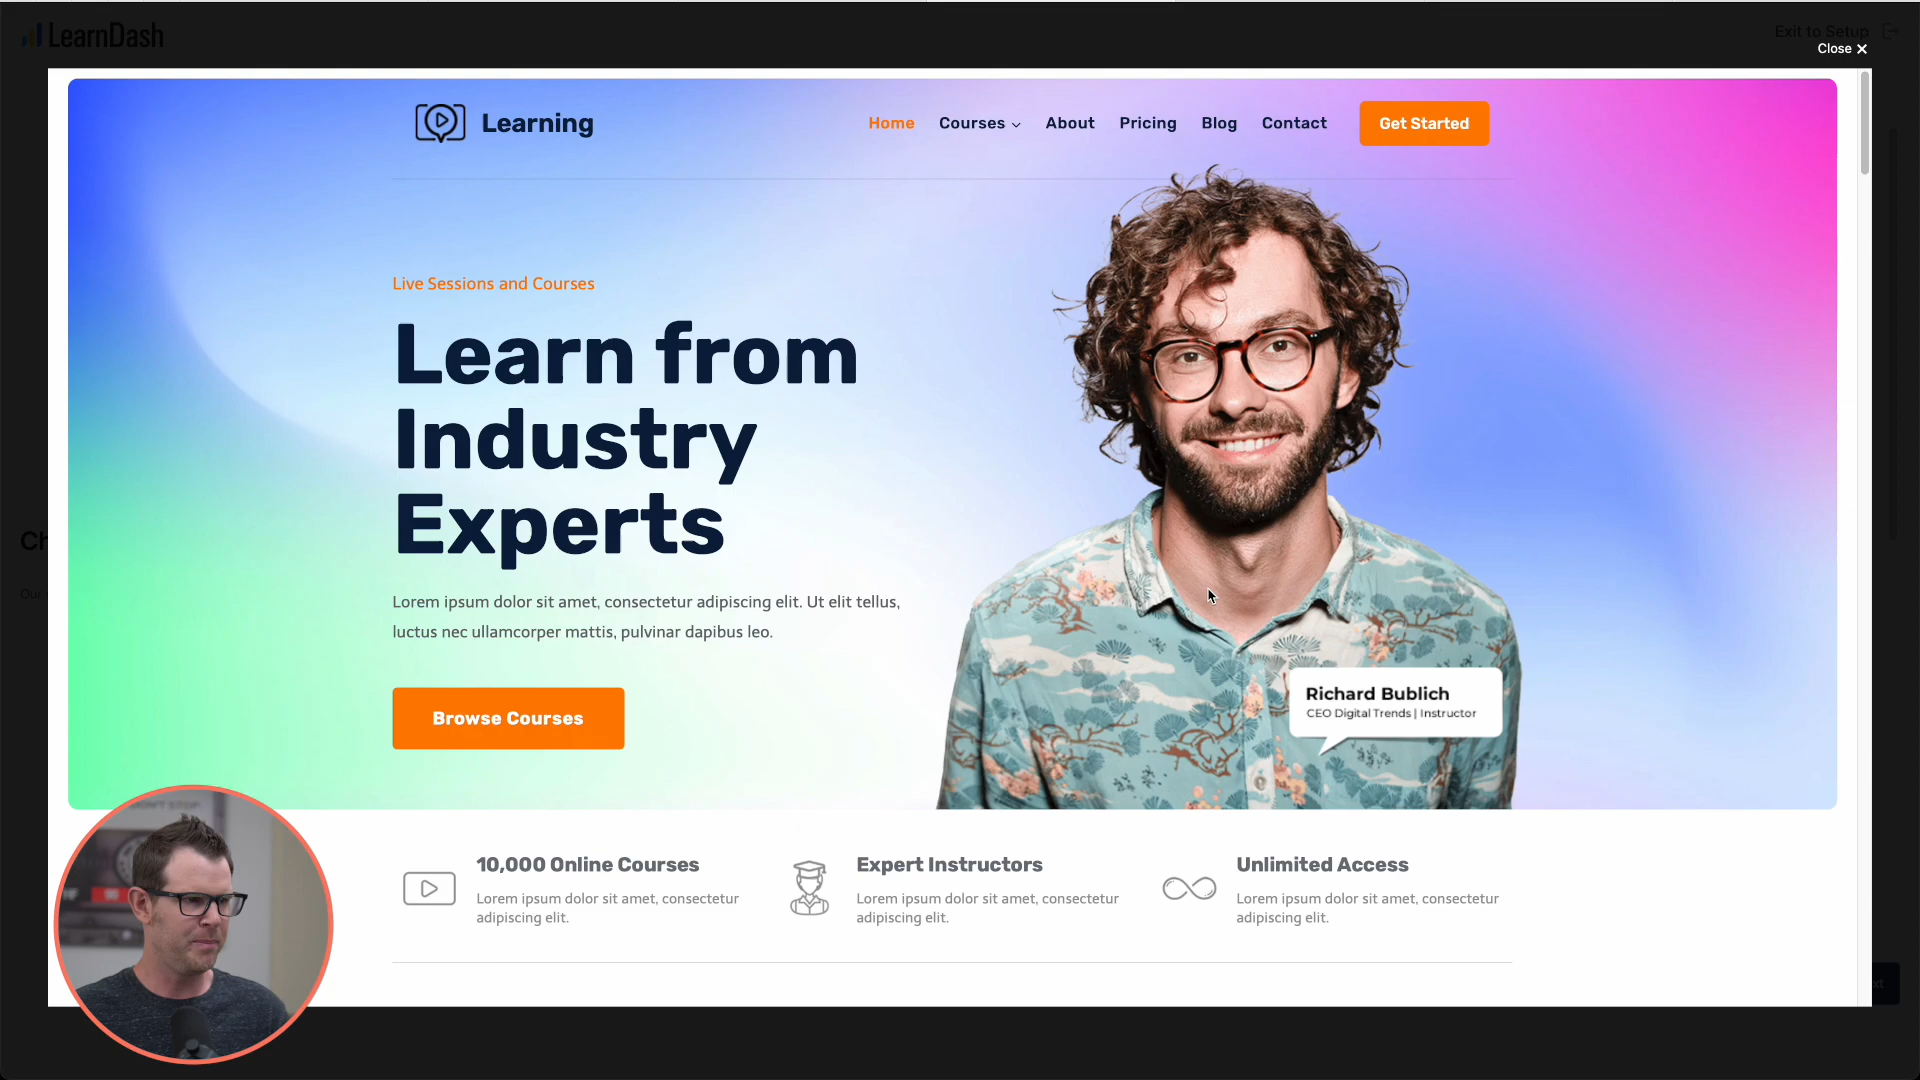 LearnDash
Exit to Setup
Close ✕
Learning
Home
Courses
About
Pricing
Blog
Contact
Get Started
Live Sessions and Courses
Learn from
Industry
Experts
Lorem ipsum dolor sit amet, consectetur adipiscing elit. Ut elit tellus,
luctus nec ullamcorper mattis, pulvinar dapibus leo.
Browse Courses
Richard Bublich
CEO Digital Trends | Instructor
10,000 Online Courses
Lorem ipsum dolor sit amet, consectetur
adipiscing elit.
Expert Instructors
Lorem ipsum dolor sit amet, consectetur
adipiscing elit.
Unlimited Access
Lorem ipsum dolor sit amet, consectetur
adipiscing elit.
Our